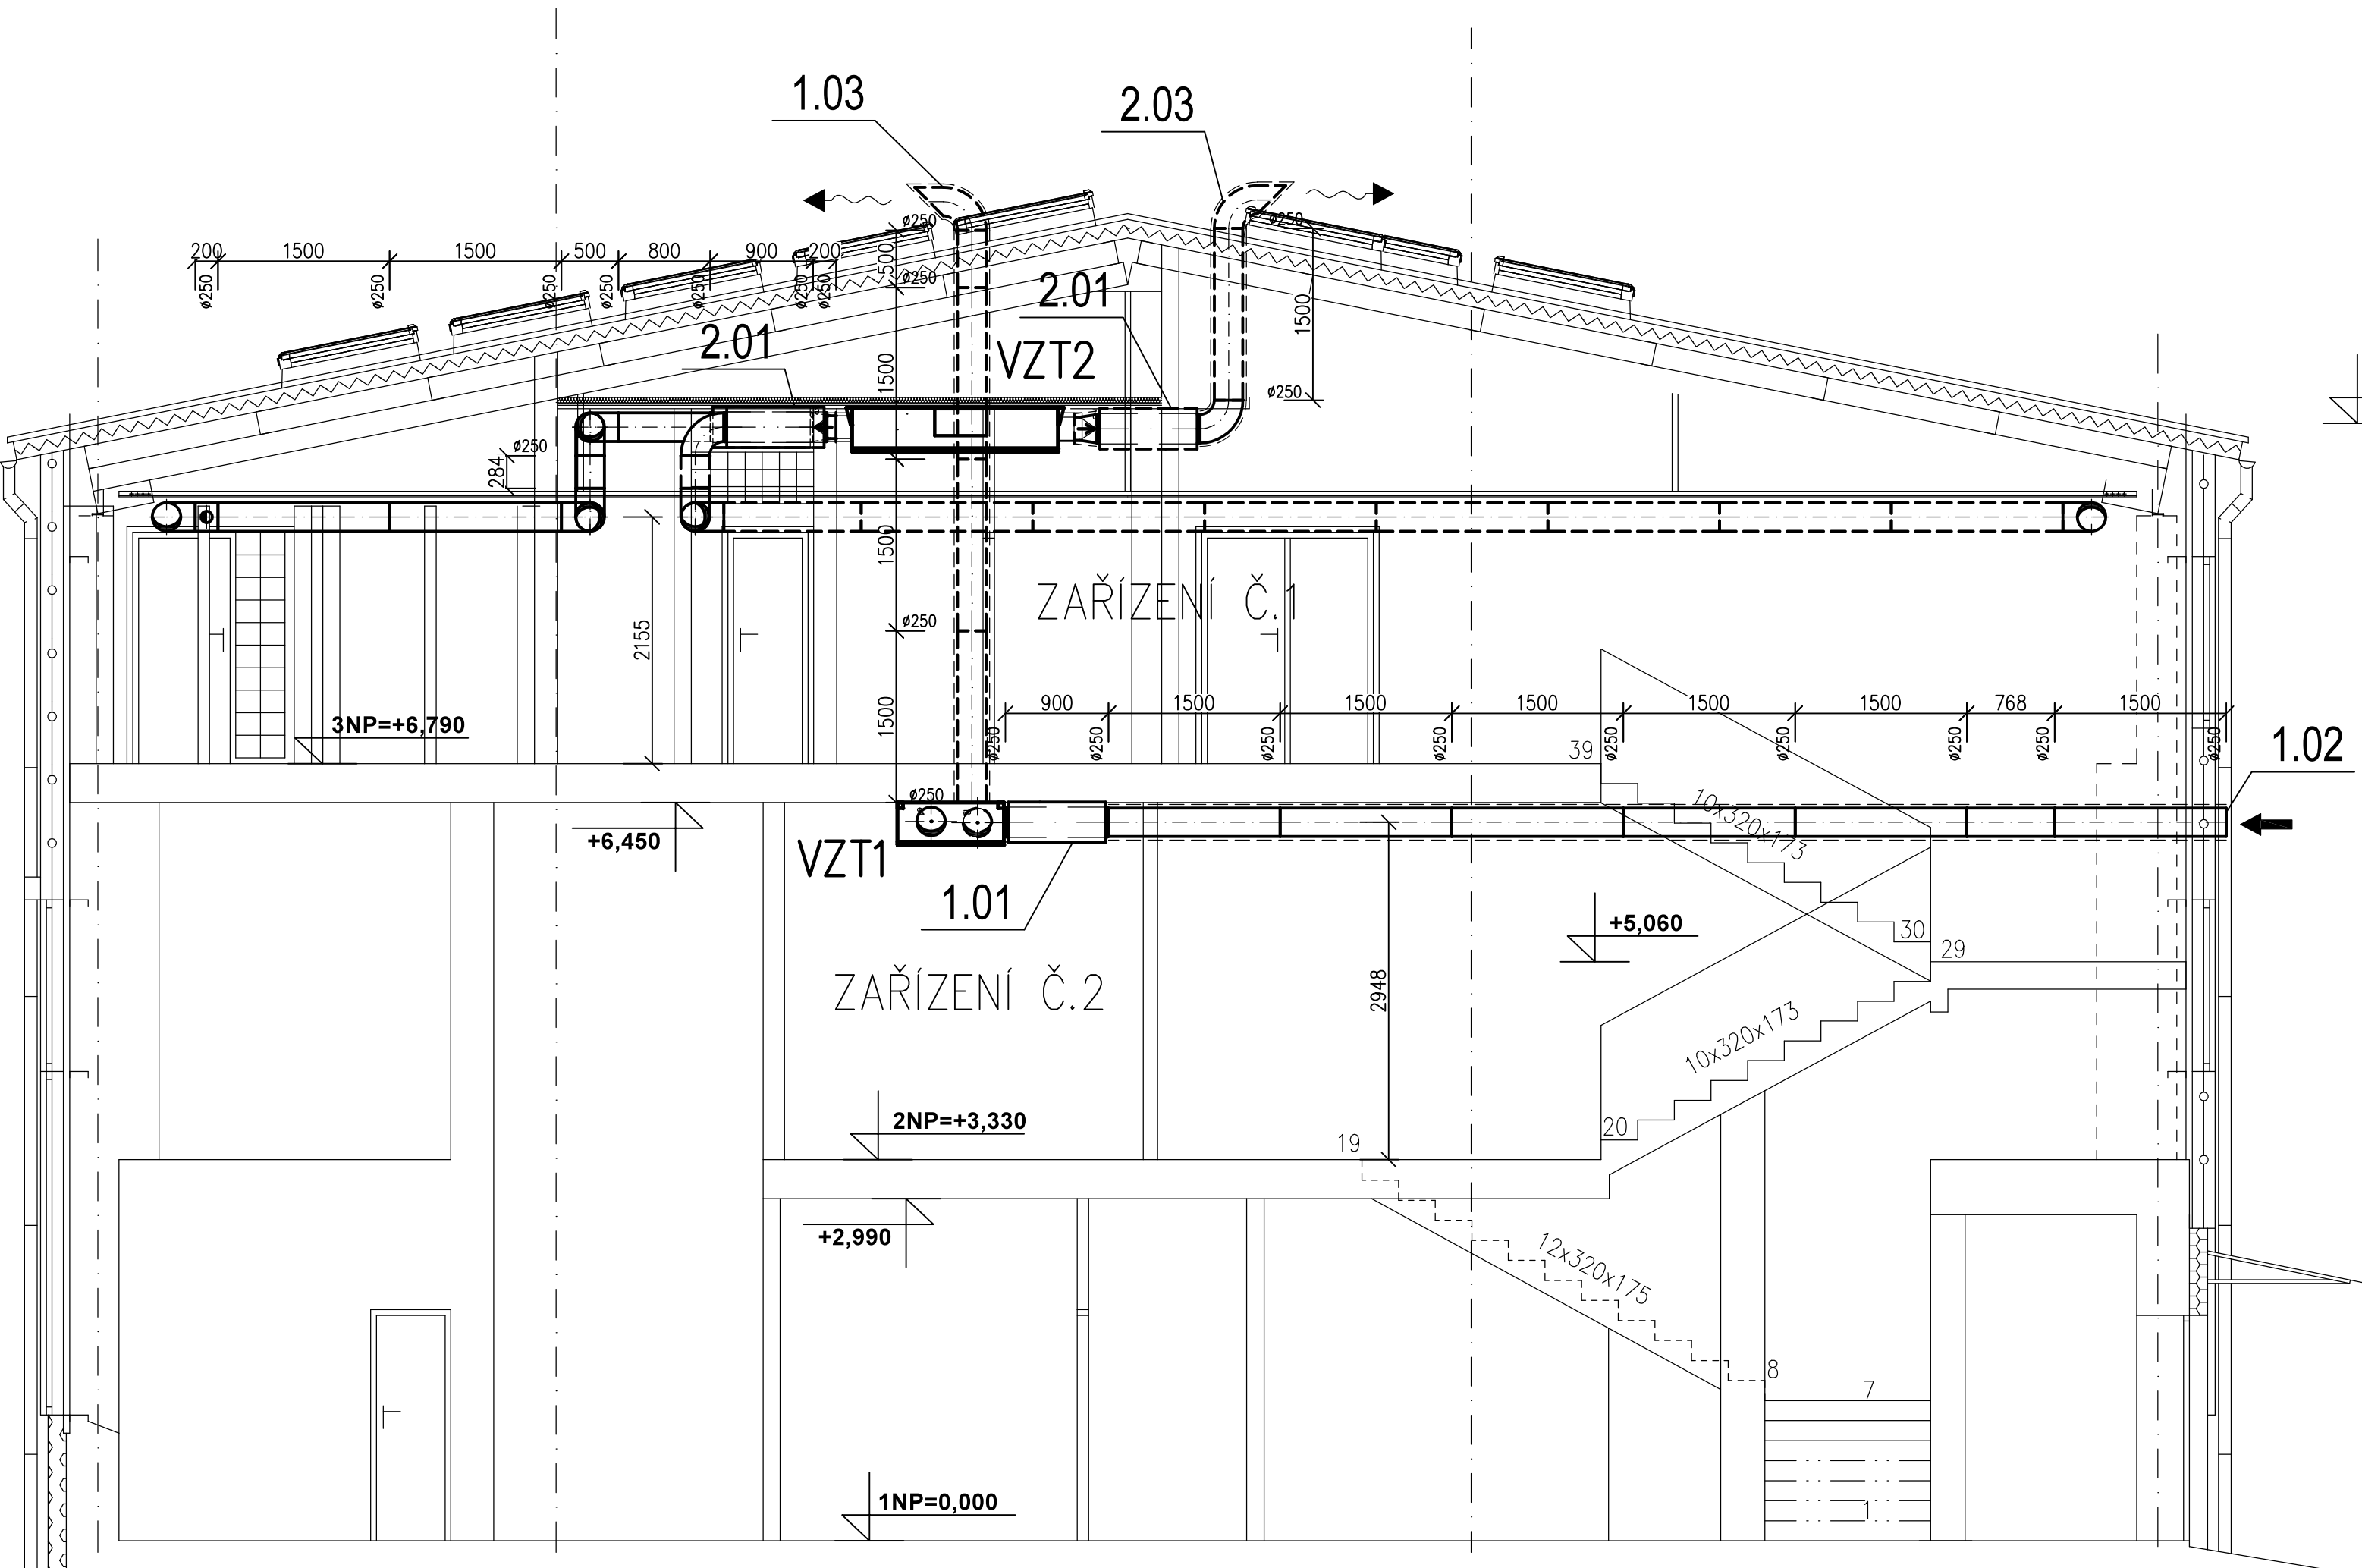 1.03
2.03
200 1500 1500 500 800 900 200
ø250 ø250 ø250 ø250 ø250 ø250 ø250
ø250
500
ø250
1500
ø250
1500
ø250
1500
ø250
1500
ø250
2.01
2.01
VZT2
284
ø250
2155
ZAŘÍZENÍ Č.1
3NP=+6,790
900 1500 1500 1500 1500 1500 768 1500
ø250 ø250 ø250 ø250 ø250 ø250 ø250 ø250 ø250
1.02
39
10x320x173
+6,450
VZT1
1.01
+5,060
30
29
ZAŘÍZENÍ Č.2
2948
10x320x173
2NP=+3,330
19
20
+2,990
12x320x175
8
7
1NP=0,000
1